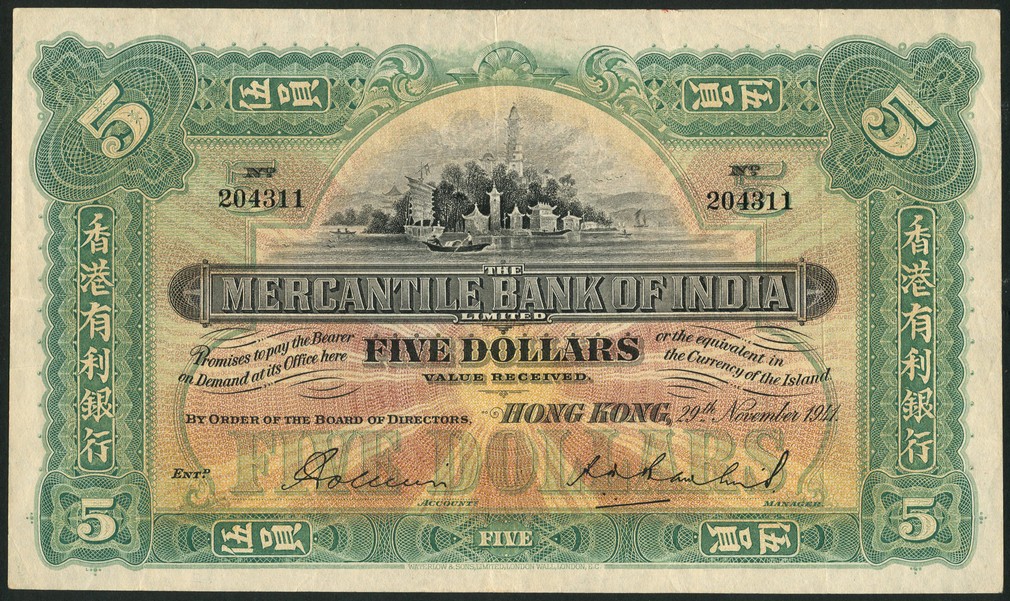 5
伍員
伍員
5
Nº 204311
Nº 204311
香港有利銀行
香港有利銀行
THE
MERCANTILE BANK OF INDIA
LIMITED
Promises to pay the Bearer
on Demand at its Office here
FIVE DOLLARS
or the equivalent in
the Currency of the Island.
VALUE RECEIVED.
BY ORDER OF THE BOARD OF DIRECTORS,
HONG KONG, 29th November 1941.
FIVE DOLLARS
ENTD.
ACCOUNT.
MANAGER.
5
伍員
FIVE
伍員
5
WATERLOW & SONS, LIMITED, LONDON WALL, LONDON, E.C.